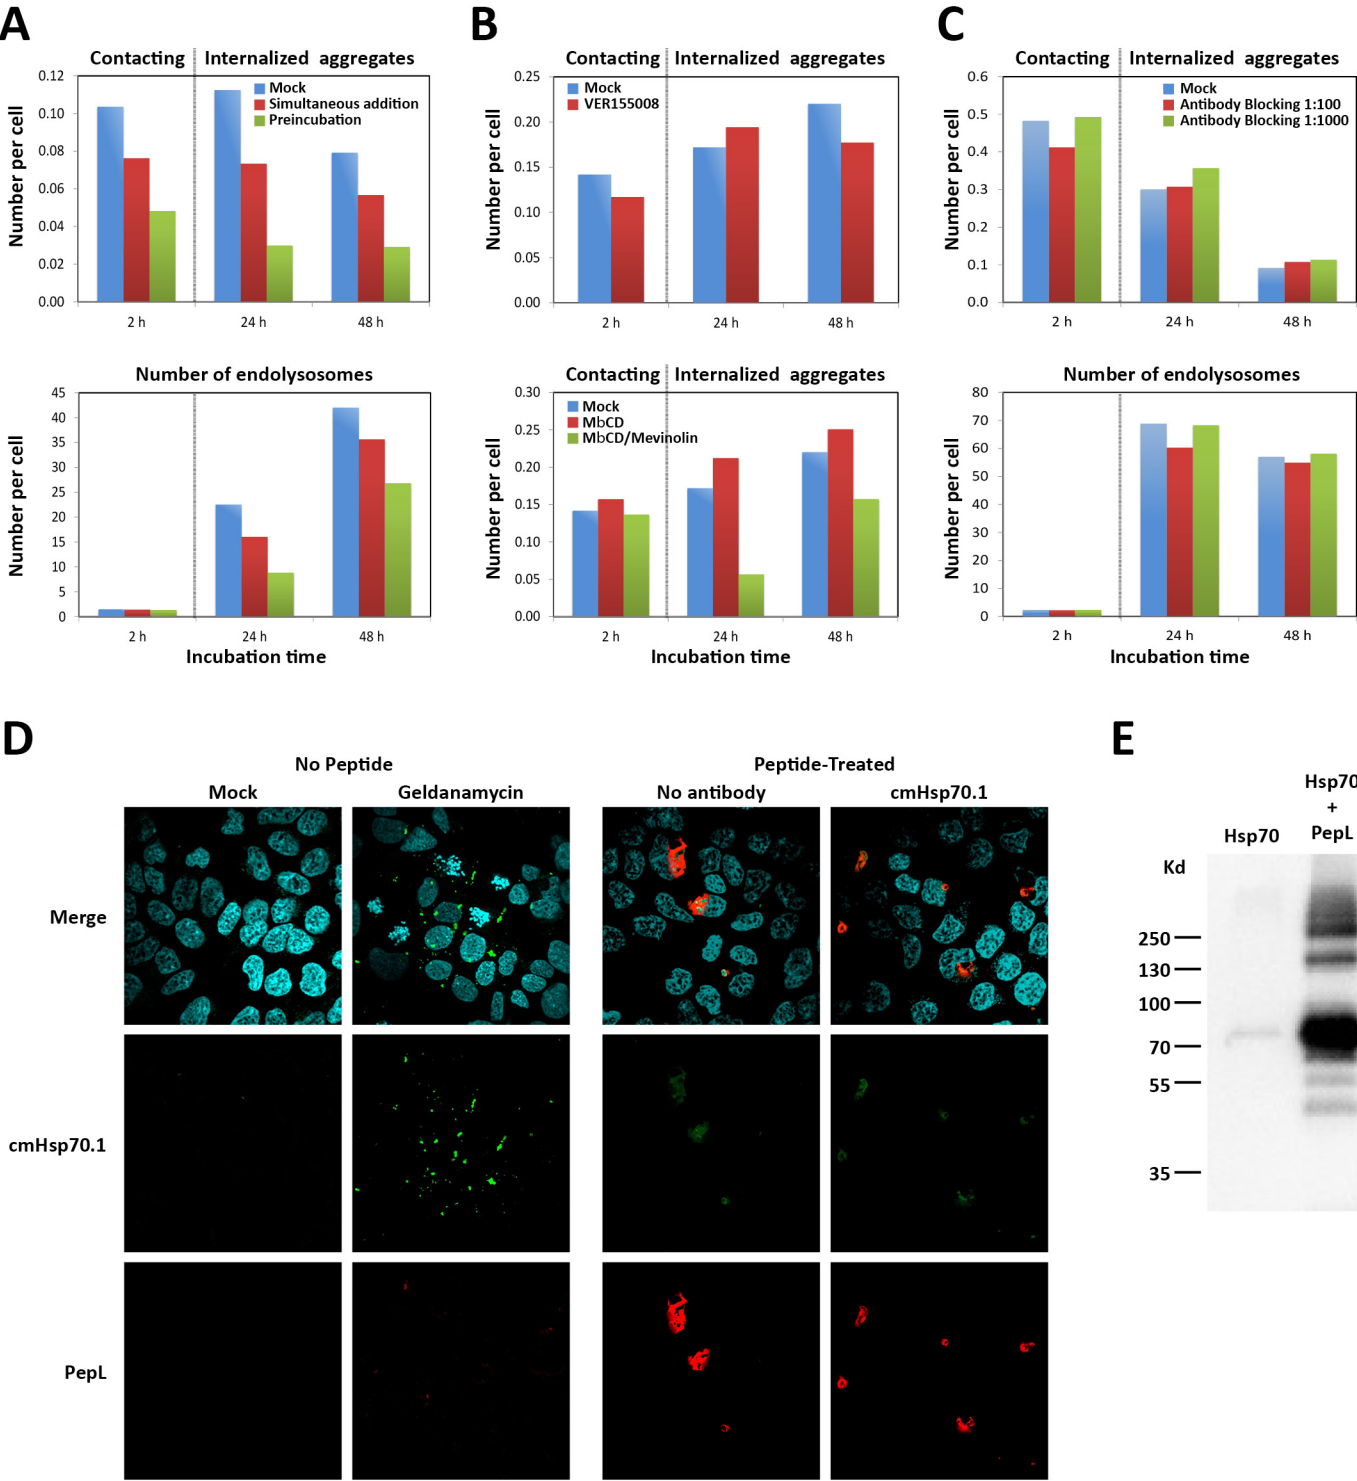 A
Contacting Internalized aggregates
Number per cell
0.12
0.10
0.08
0.06
0.04
0.02
0.00
Mock
Simultaneous addition
Preincubation
2 h 24 h 48 h
Number of endolysosomes
Number per cell
45
40
35
30
25
20
15
10
5
0
2 h 24 h 48 h
Incubation time
B
Contacting Internalized aggregates
Number per cell
0.25
0.20
0.15
0.10
0.05
0.00
Mock
VER155008
2 h 24 h 48 h
Contacting Internalized aggregates
Number per cell
0.30
0.25
0.20
0.15
0.10
0.05
0.00
Mock
MbCD
MbCD/Mevinolin
2 h 24 h 48 h
Incubation time
C
Contacting Internalized aggregates
Number per cell
0.6
0.5
0.4
0.3
0.2
0.1
0.0
Mock
Antibody Blocking 1:100
Antibody Blocking 1:1000
2 h 24 h 48 h
Number of endolysosomes
Number per cell
80
70
60
50
40
30
20
10
0
2 h 24 h 48 h
Incubation time
D
No Peptide Peptide-Treated
Mock Geldanamycin No antibody cmHsp70.1
Merge
cmHsp70.1
PepL
E
Hsp70
Hsp70
+
PepL
Kd
250
130
100
70
55
35